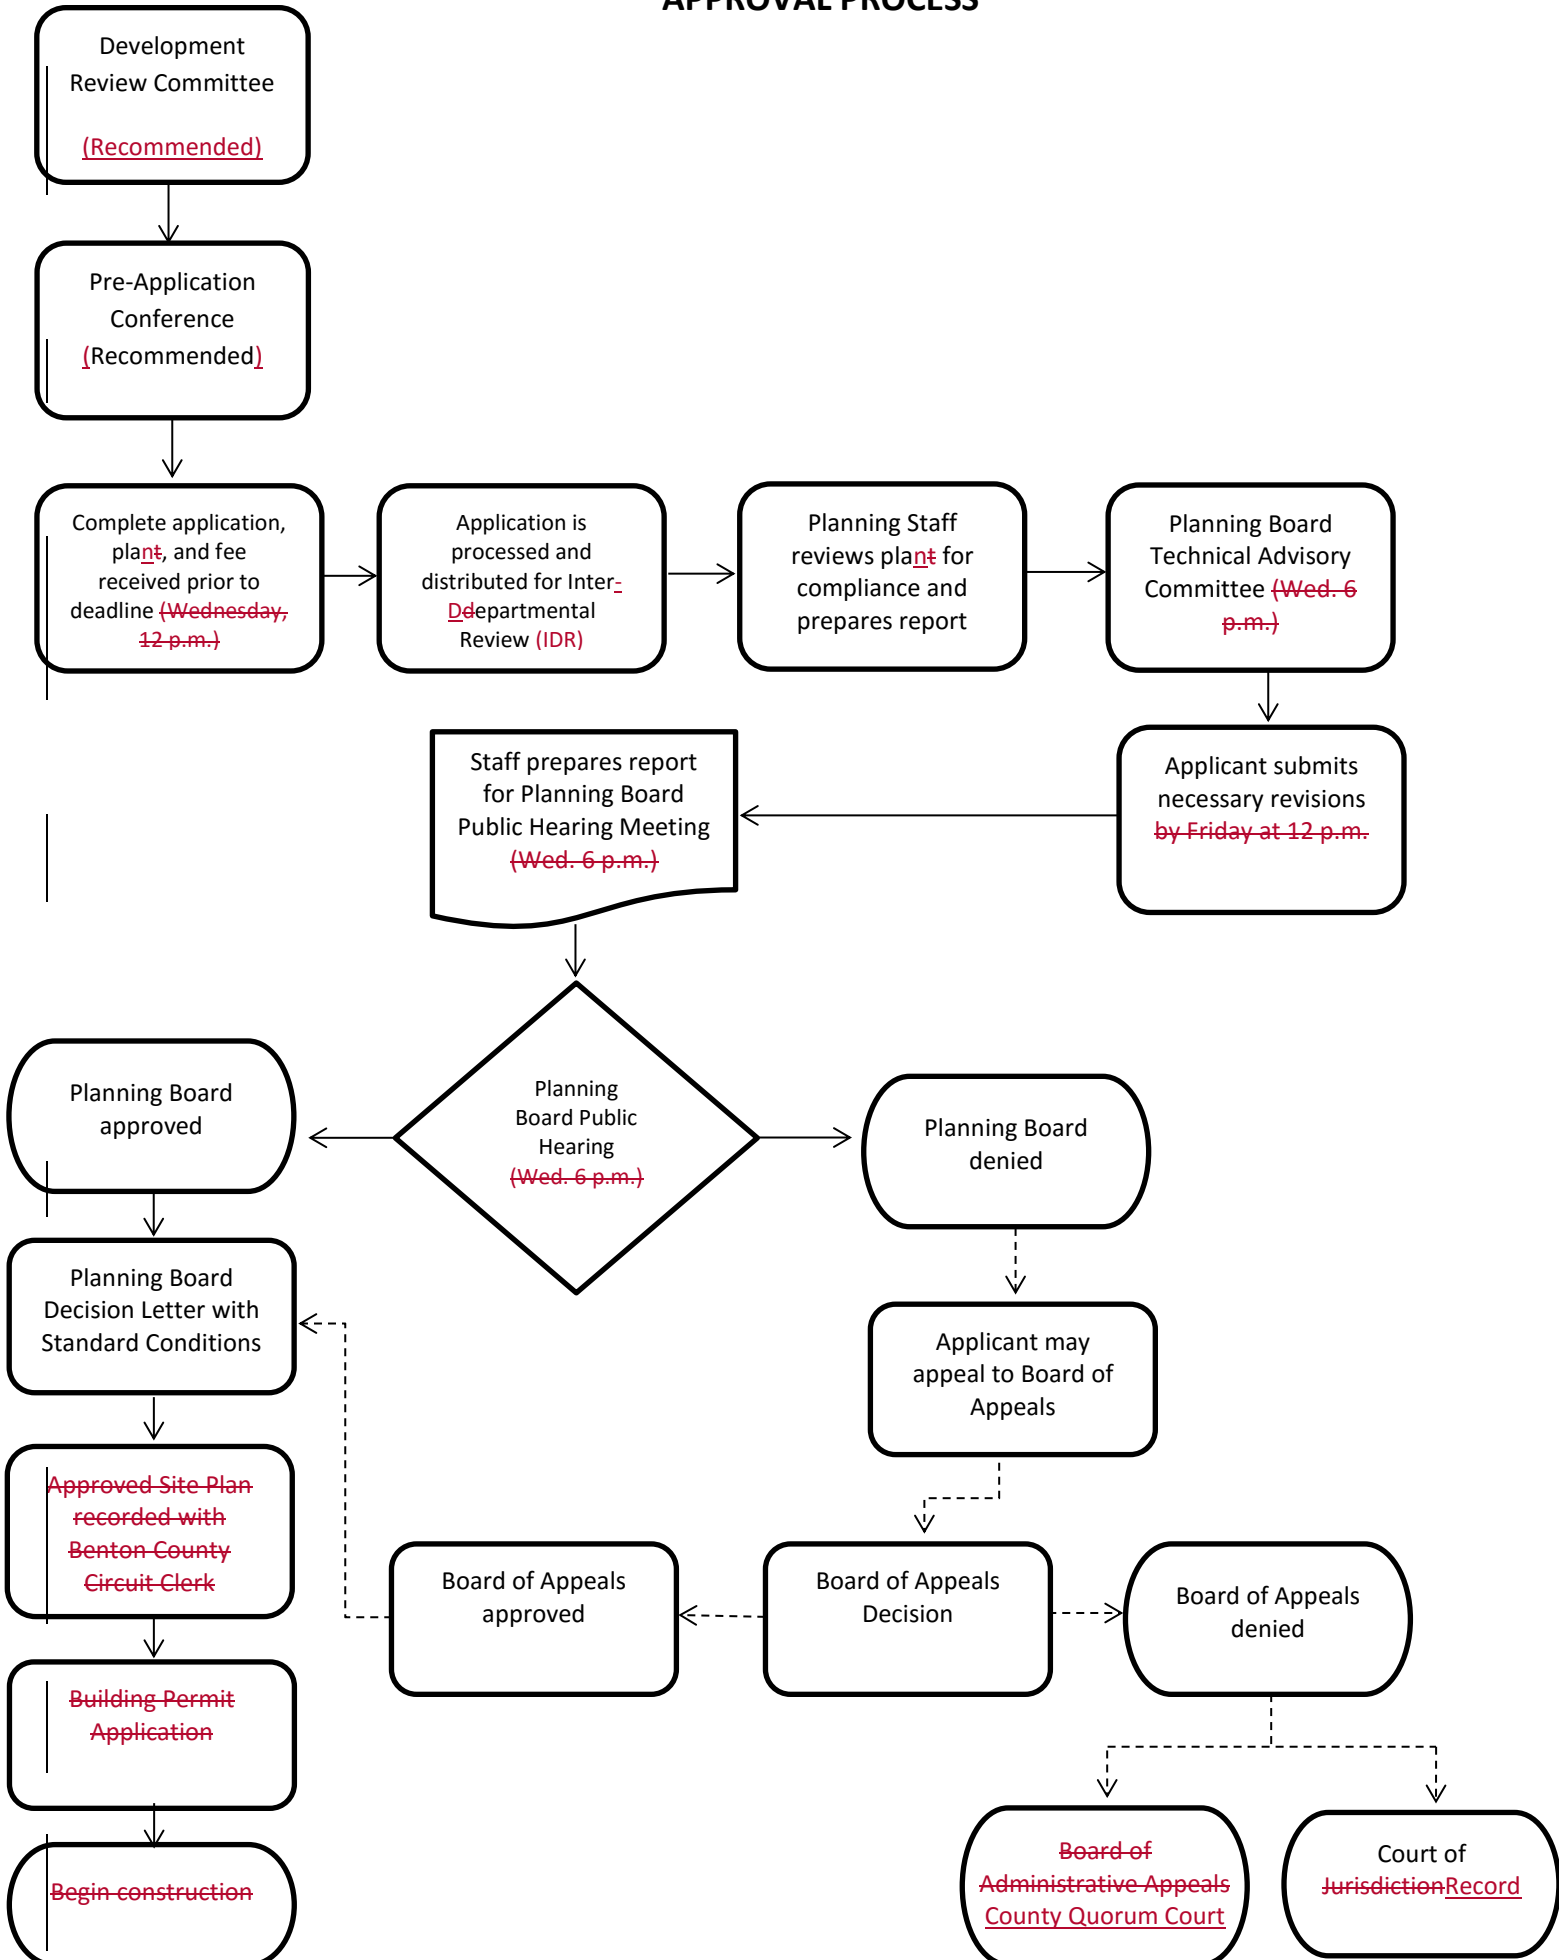 APPROVAL PROCESS
Development
Review Committee
(Recommended)
Pre-Application
Conference
(Recommended)
Complete application,
plant, and fee
received prior to
deadline (Wednesday,
12 p.m.)
Application is
processed and
distributed for Inter-
Ddepartmental
Review (IDR)
Planning Staff
reviews plant for
compliance and
prepares report
Planning Board
Technical Advisory
Committee (Wed. 6
p.m.)
Staff prepares report
for Planning Board
Public Hearing Meeting
(Wed. 6 p.m.)
Applicant submits
necessary revisions
by Friday at 12 p.m.
Planning Board
approved
Planning
Board Public
Hearing
(Wed. 6 p.m.)
Planning Board
denied
Planning Board
Decision Letter with
Standard Conditions
Applicant may
appeal to Board of
Appeals
Approved Site Plan
recorded with
Benton County
Circuit Clerk
Board of Appeals
approved
Board of Appeals
Decision
Board of Appeals
denied
Building Permit
Application
Begin construction
Board of
Administrative Appeals
County Quorum Court
Court of
JurisdictionRecord